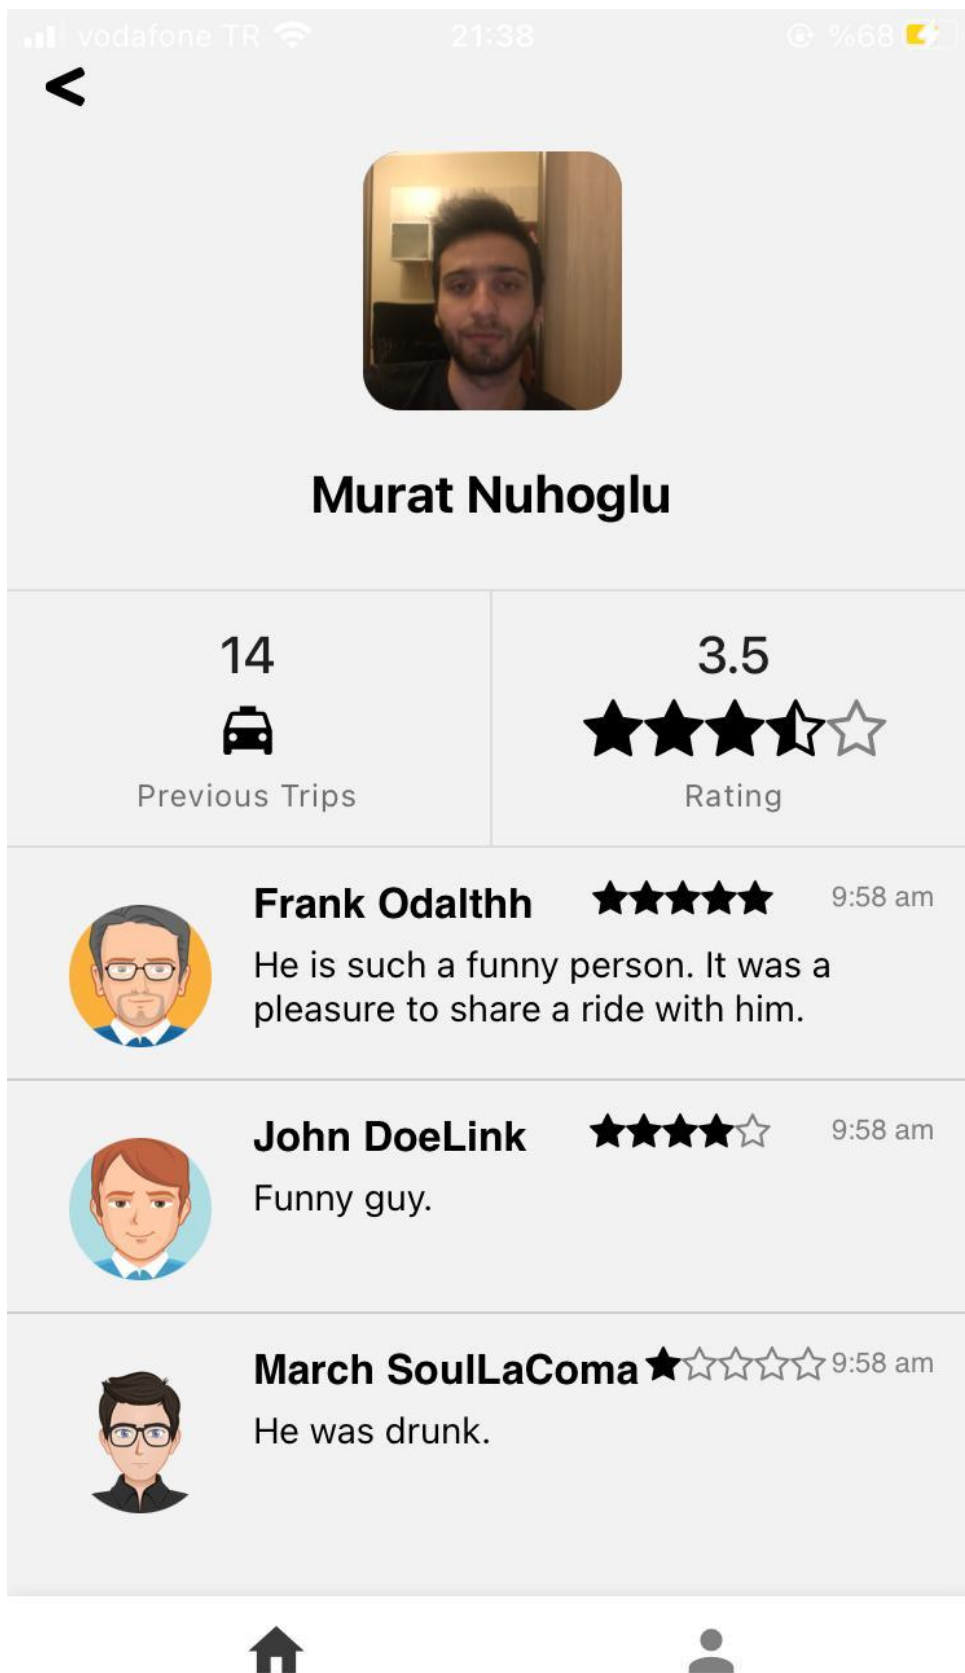 vodafone TR 21:38 %68
<
Murat Nuhoglu
14 3.5
Previous Trips Rating
Frank Odalthh 9:58 am
He is such a funny person. It was a
pleasure to share a ride with him.
John DoeLink 9:58 am
Funny guy.
March SoulLaComa 9:58 am
He was drunk.